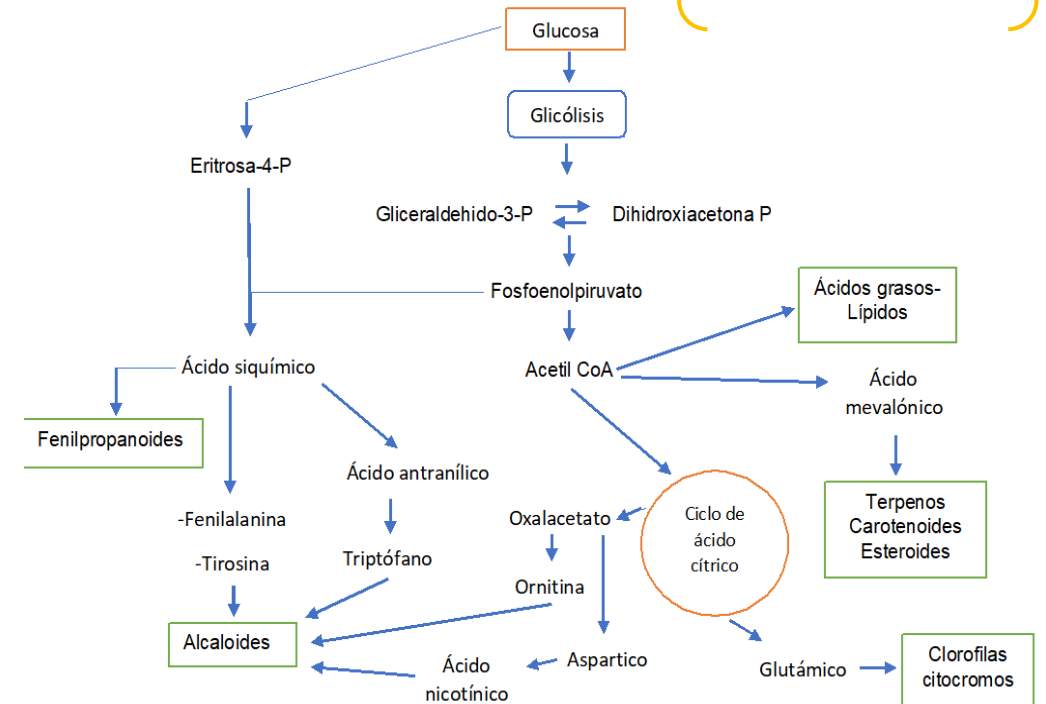 Glucosa
Glicólisis
Eritrosa-4-P
Gliceraldehido-3-P
Dihidroxiacetona P
Fosfoenolpiruvato
Ácidos grasos-
Lípidos
Ácido siquímico
Acetil CoA
Ácido
mevalónico
Fenilpropanoides
Ácido antranílico
-Fenilalanina
Oxalacetato
Ciclo de
ácido
cítrico
Terpenos
Carotenoides
Esteroides
-Tirosina
Triptófano
Ornitina
Alcaloides
Ácido
nicotínico
Aspartico
Glutámico
Clorofilas
citocromos